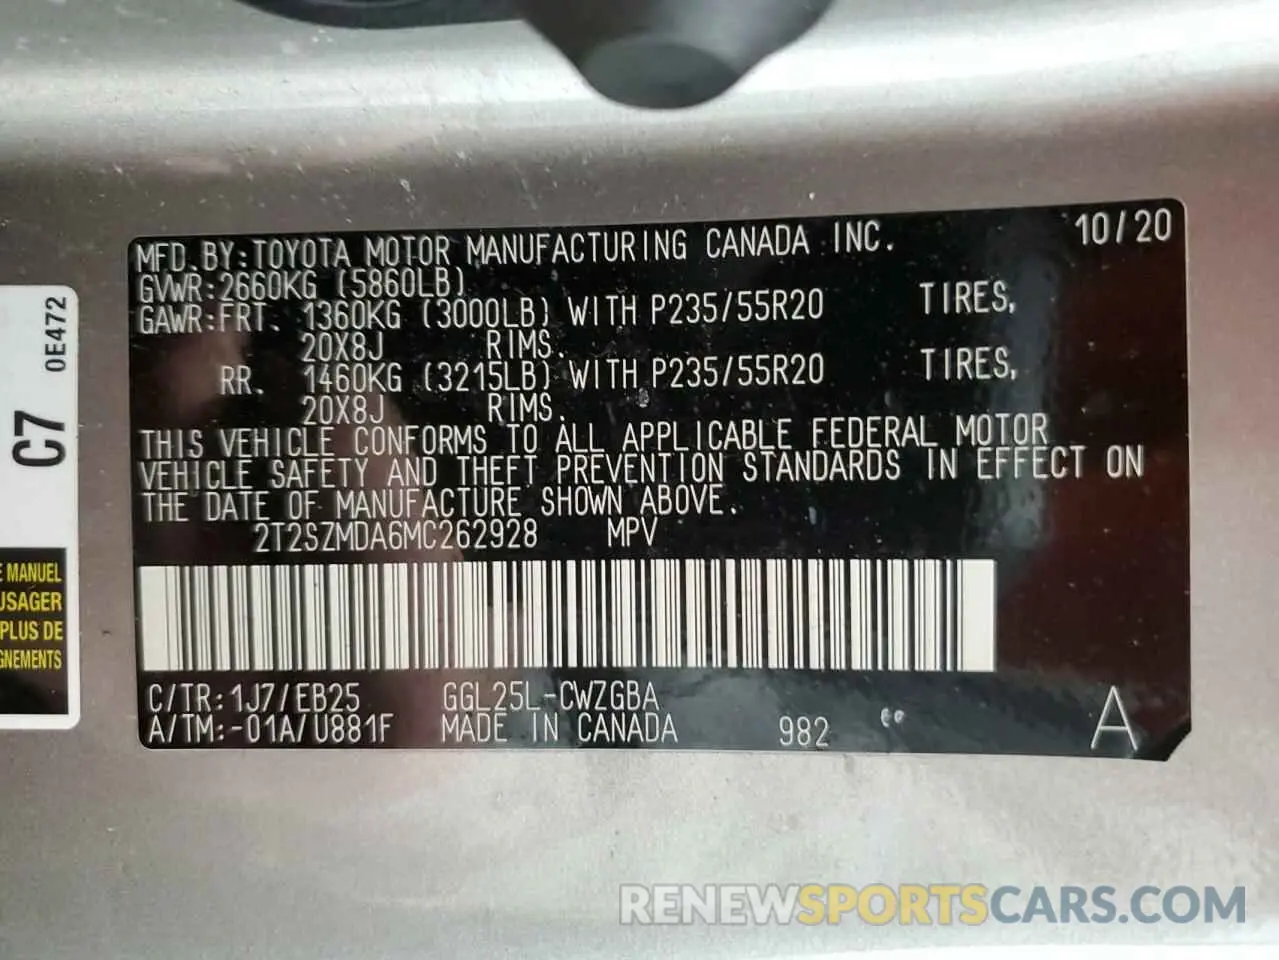 MFD.BY:TOYOTA MOTOR MANUFACTURING CANADA INC. 10/20
GVWR:2660KG (5860LB)
GAWR:FRT. 1360KG (3000LB) WITH P235/55R20 TIRES,
20X8J RIMS.
RR. 1460KG (3215LB) WITH P235/55R20 TIRES,
20X8J RIMS.
THIS VEHICLE CONFORMS TO ALL APPLICABLE FEDERAL MOTOR
VEHICLE SAFETY AND THEFT PREVENTION STANDARDS IN EFFECT ON
THE DATE OF MANUFACTURE SHOWN ABOVE.
2T2SZMDA6MC262928 MPV
C/TR:1J7/EB25 GGL25L-CWZGBA
A/TM:-01A/U881F MADE IN CANADA 982 A
0E472
C7
MANUEL
PLUS DE
RENEWSPORTSCARS.COM